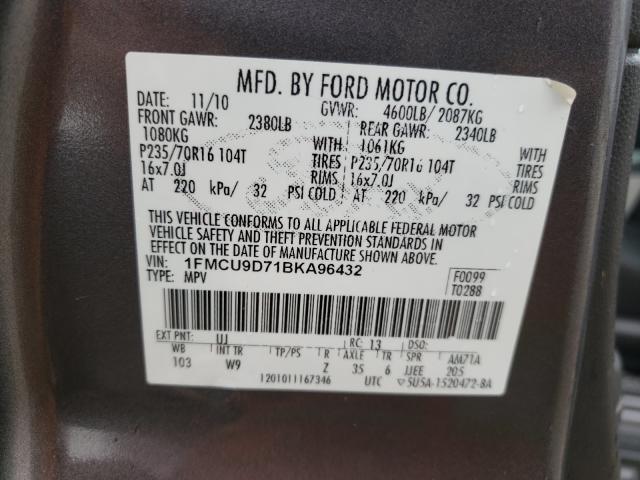 MFD. BY FORD MOTOR CO.
DATE: 11/10 GVWR: 4600LB/ 2087KG
FRONT GAWR: 2380LB REAR GAWR: 2340LB
1080KG WITH 1061KG WITH
P235/70R16 104T TIRES P235/70R16 104T TIRES
16x7.0J RIMS 16x7.0J RIMS
AT 220 kPa/ 32 PSI COLD AT 220 kPa/ 32 PSI COLD
THIS VEHICLE CONFORMS TO ALL APPLICABLE FEDERAL MOTOR
VEHICLE SAFETY AND THEFT PREVENTION STANDARDS IN
EFFECT ON THE DATE OF MANUFACTURE SHOWN ABOVE.
VIN: 1FMCU9D71BKA96432 F0099
TYPE: MPV T0288
EXT PNT: UJ RC: 13 DSO:
WB INT TR TP/PS R AXLE TR SPR AM71A
103 W9 Z 35 6 JJEE 205
1201011167346 UTC ▽5U5A-1520472-BA